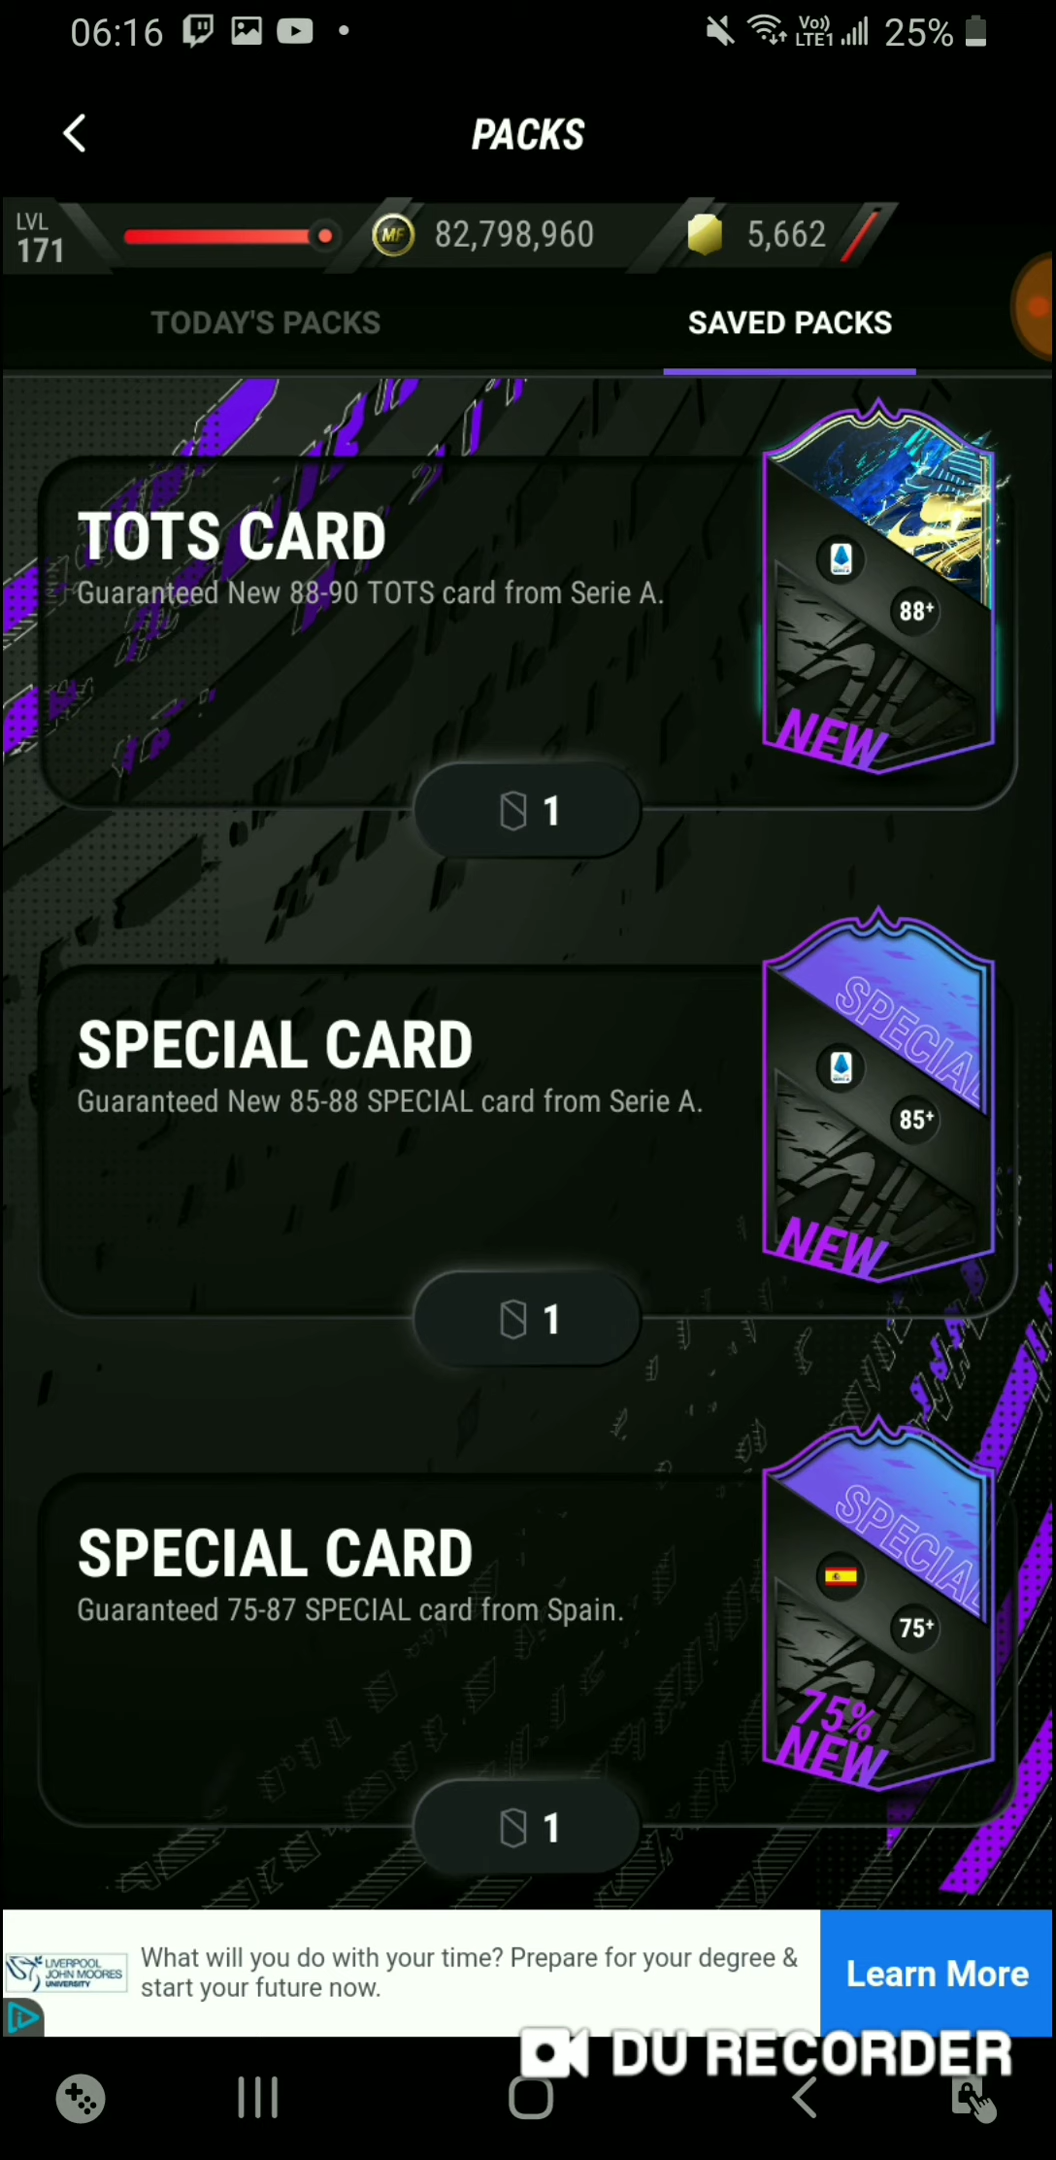 06:16
Vo)) LTE1 25%
PACKS
LVL
171
MF 82,798,960
5,662
TODAY'S PACKS
SAVED PACKS
TOTS CARD
Guaranteed New 88-90 TOTS card from Serie A.
88+
NEW
1
SPECIAL CARD
Guaranteed New 85-88 SPECIAL card from Serie A.
SPECIAL
85+
NEW
1
SPECIAL CARD
Guaranteed 75-87 SPECIAL card from Spain.
SPECIAL
75+
75%
NEW
1
LIVERPOOL
JOHN MOORES
UNIVERSITY
What will you do with your time? Prepare for your degree &
start your future now.
Learn More
DU RECORDER